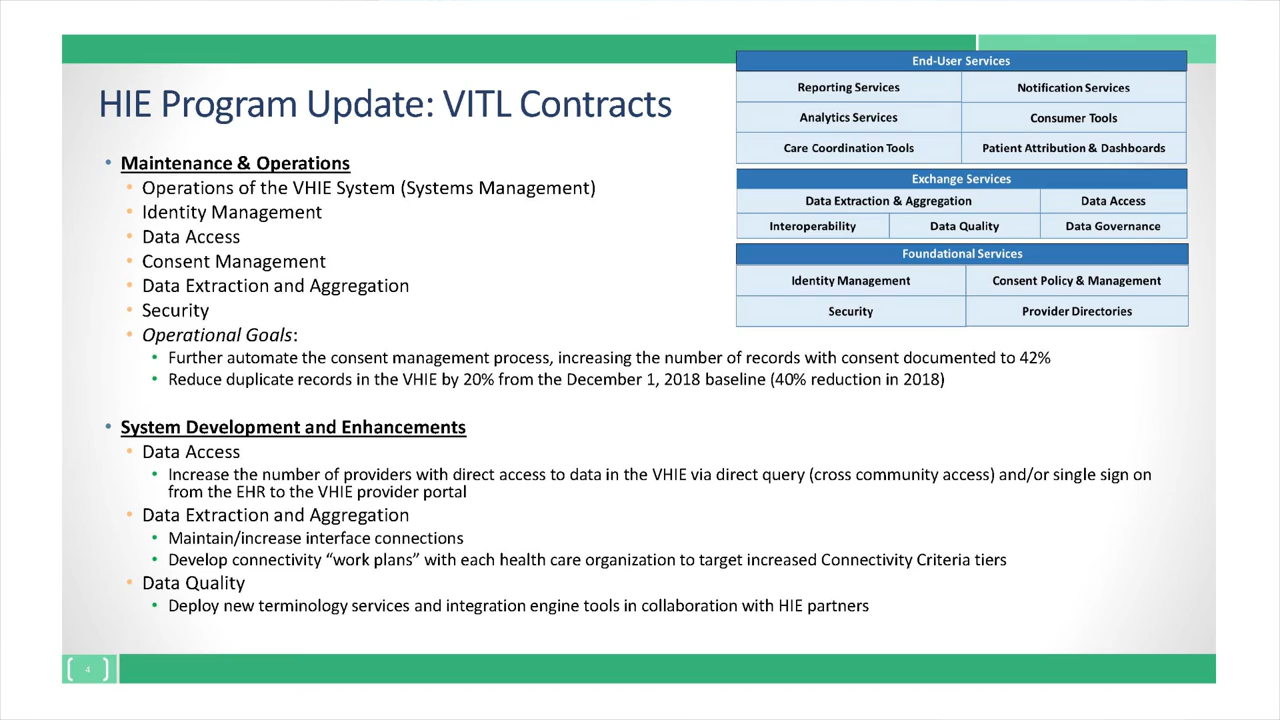 HIE Program Update: VITL Contracts
End-User Services
Reporting Services Notification Services
Analytics Services Consumer Tools
Care Coordination Tools Patient Attribution & Dashboards
Exchange Services
Data Extraction & Aggregation Data Access
Interoperability Data Quality Data Governance
Foundational Services
Identity Management Consent Policy & Management
Security Provider Directories
• Maintenance & Operations
• Operations of the VHIE System (Systems Management)
• Identity Management
• Data Access
• Consent Management
• Data Extraction and Aggregation
• Security
• Operational Goals:
• Further automate the consent management process, increasing the number of records with consent documented to 42%
• Reduce duplicate records in the VHIE by 20% from the December 1, 2018 baseline (40% reduction in 2018)
• System Development and Enhancements
• Data Access
• Increase the number of providers with direct access to data in the VHIE via direct query (cross community access) and/or single sign on
from the EHR to the VHIE provider portal
• Data Extraction and Aggregation
• Maintain/increase interface connections
• Develop connectivity “work plans” with each health care organization to target increased Connectivity Criteria tiers
• Data Quality
• Deploy new terminology services and integration engine tools in collaboration with HIE partners
4